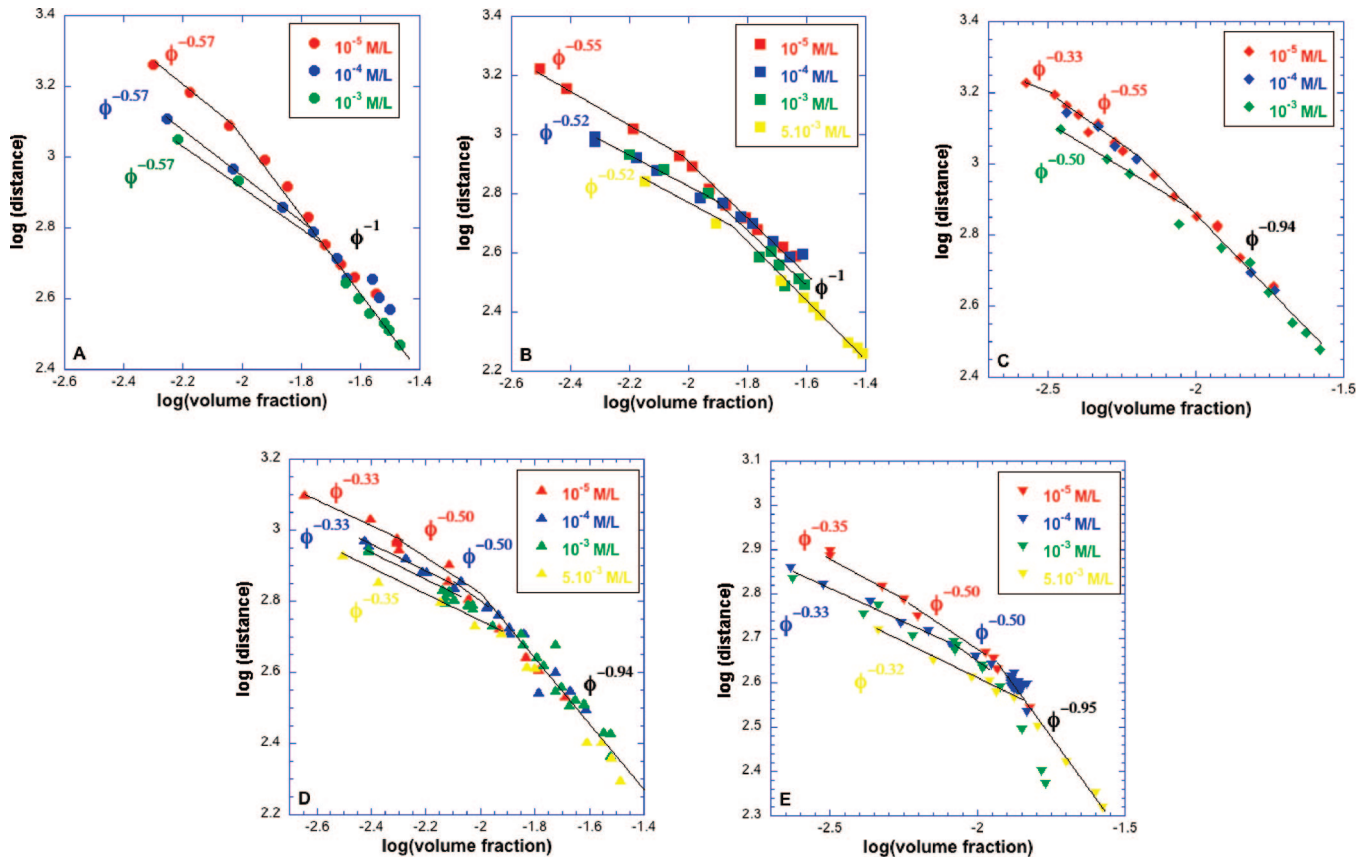 3.4
3.2
3
2.8
2.6
2.4
log (distance)
ϕ −0.57
ϕ −0.57
ϕ −0.57
ϕ −1
10⁻⁵ M/L
10⁻⁴ M/L
10⁻³ M/L
A
-2.6 -2.4 -2.2 -2 -1.8 -1.6 -1.4
log(volume fraction)
3.4
3.2
3
2.8
2.6
2.4
2.2
log (distance)
ϕ −0.55
ϕ −0.52
ϕ −0.52
ϕ −1
10⁻⁵ M/L
10⁻⁴ M/L
10⁻³ M/L
5.10⁻³ M/L
B
-2.6 -2.4 -2.2 -2 -1.8 -1.6 -1.4
log(volume fraction)
3.4
3.2
3
2.8
2.6
2.4
log (distance)
ϕ −0.33
ϕ −0.55
ϕ −0.50
ϕ −0.94
10⁻⁵ M/L
10⁻⁴ M/L
10⁻³ M/L
C
-2.5 -2 -1.5
log(volume fraction)
3.2
3
2.8
2.6
2.4
2.2
log (distance)
ϕ −0.33
ϕ −0.33
ϕ −0.50
ϕ −0.50
ϕ −0.35
ϕ −0.94
10⁻⁵ M/L
10⁻⁴ M/L
10⁻³ M/L
5.10⁻³ M/L
D
-2.6 -2.4 -2.2 -2 -1.8 -1.6 -1.4
log(volume fraction)
3.1
3
2.9
2.8
2.7
2.6
2.5
2.4
2.3
log (distance)
ϕ −0.35
ϕ −0.50
ϕ −0.33
ϕ −0.50
ϕ −0.32
ϕ −0.95
10⁻⁵ M/L
10⁻⁴ M/L
10⁻³ M/L
5.10⁻³ M/L
E
-2.5 -2 -1.5
log(volume fraction)